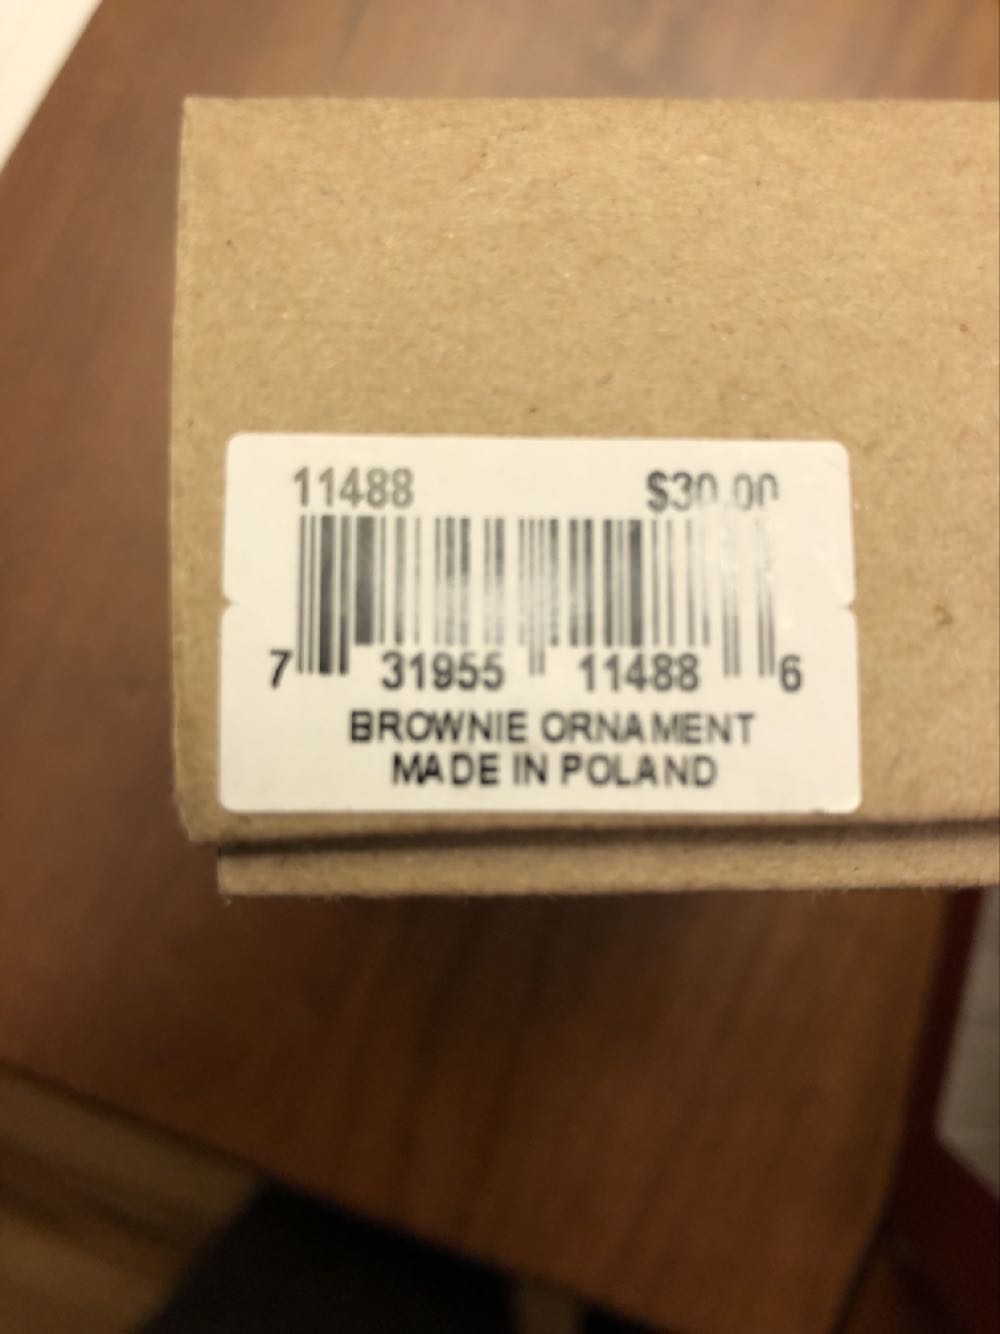 11488 $30.00
7 31955 11488 6
BROWNIE ORNAMENT
MADE IN POLAND